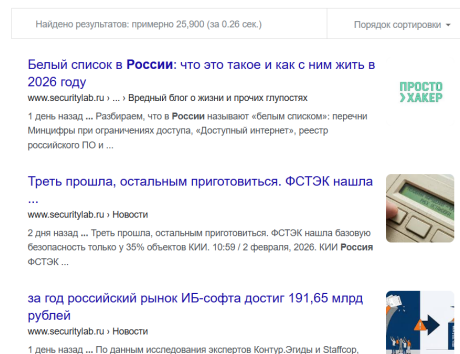 Найдено результатов: примерно 25,900 (за 0.26 сек.)
Порядок сортировки
Белый список в России: что это такое и как с ним жить в
2026 году
www.securitylab.ru › ... › Вредный блог о жизни и прочих глупостях
1 день назад ... Разбираем, что в России называют «белым списком»: перечни
Минцифры при ограничениях доступа, «Доступный интернет», реестр
российского ПО и ...
ПРОСТО
ХАКЕР
Треть прошла, остальным приготовиться. ФСТЭК нашла
...
www.securitylab.ru › Новости
2 дня назад ... Треть прошла, остальным приготовиться. ФСТЭК нашла базовую
безопасность только у 35% объектов КИИ. 10:59 / 2 февраля, 2026. КИИ Россия
ФСТЭК ...
за год российский рынок ИБ-софта достиг 191,65 млрд
рублей
www.securitylab.ru › Новости
1 день назад ... По данным исследования экспертов Контур.Эгиды и Staffcop,